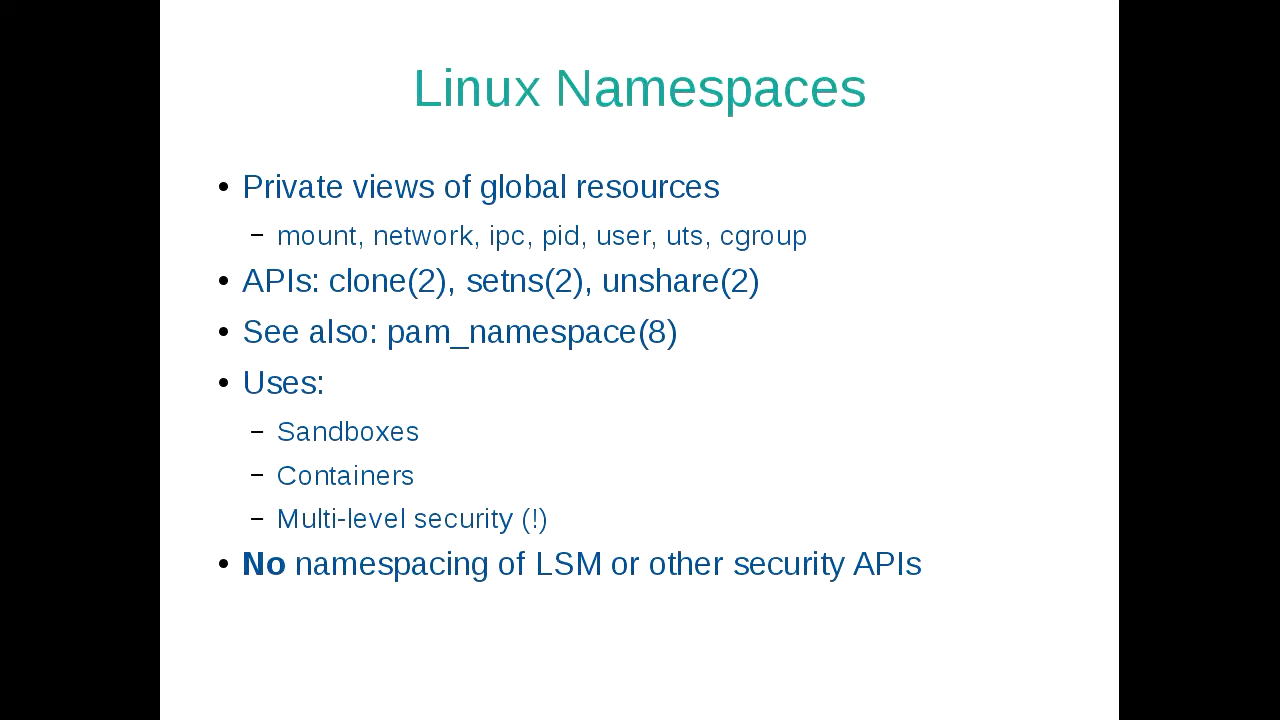 Linux Namespaces
• Private views of global resources
– mount, network, ipc, pid, user, uts, cgroup
• APIs: clone(2), setns(2), unshare(2)
• See also: pam_namespace(8)
• Uses:
– Sandboxes
– Containers
– Multi-level security (!)
• No namespacing of LSM or other security APIs